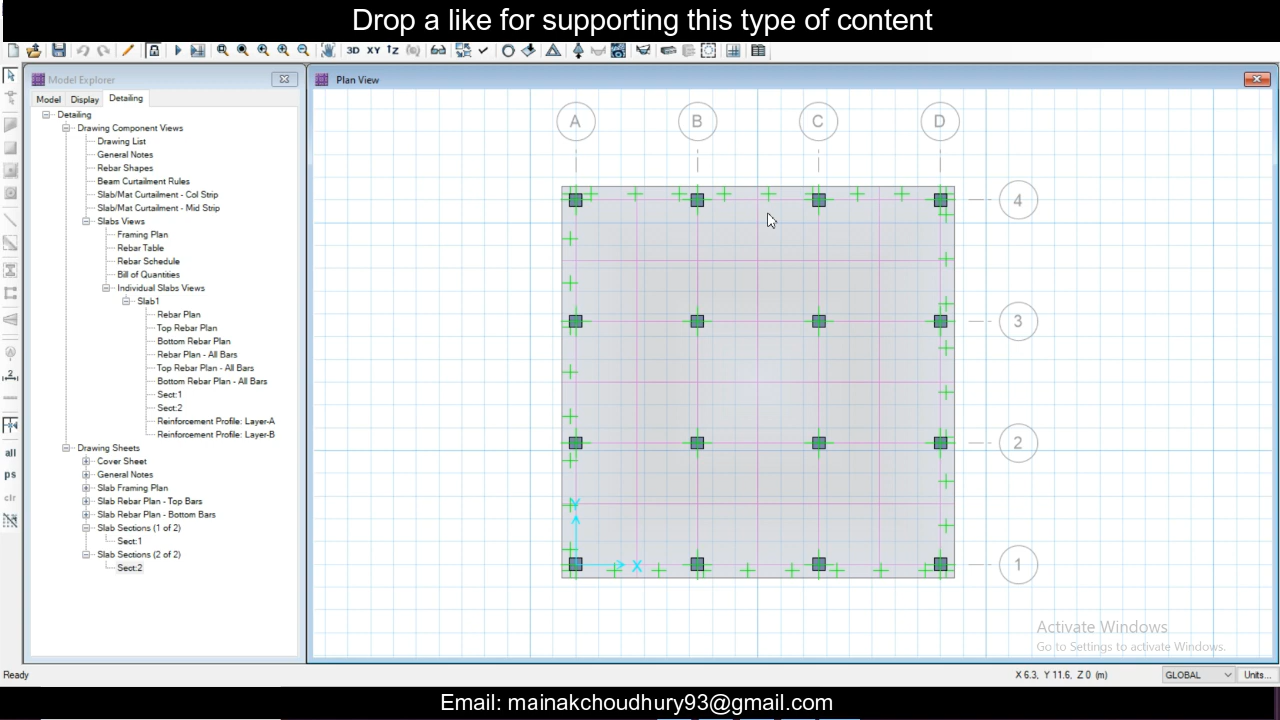 Drop a like for supporting this type of content
3D XY
Model Explorer
Plan View
Model Display Detailing
Detailing
Drawing Component Views
Drawing List
General Notes
Rebar Shapes
Beam Curtailment Rules
Slab/Mat Curtailment - Col Strip
Slab/Mat Curtailment - Mid Strip
Slabs Views
Framing Plan
Rebar Table
Rebar Schedule
Bill of Quantities
Individual Slabs Views
Slab1
Rebar Plan
Top Rebar Plan
Bottom Rebar Plan
Rebar Plan - All Bars
Top Rebar Plan - All Bars
Bottom Rebar Plan - All Bars
Sect:1
Sect:2
Reinforcement Profile: Layer-A
Reinforcement Profile: Layer-B
Drawing Sheets
Cover Sheet
General Notes
Slab Framing Plan
Slab Rebar Plan - Top Bars
Slab Rebar Plan - Bottom Bars
Slab Sections (1 of 2)
Sect:1
Slab Sections (2 of 2)
Sect:2
2
all
ps
clr
A B C D
4
3
2
1
Y
X
Activate Windows
Go to Settings to activate Windows.
Ready
X 6.3, Y 11.6, Z 0 (m)
GLOBAL
Units...
Email: mainakchoudhury93@gmail.com